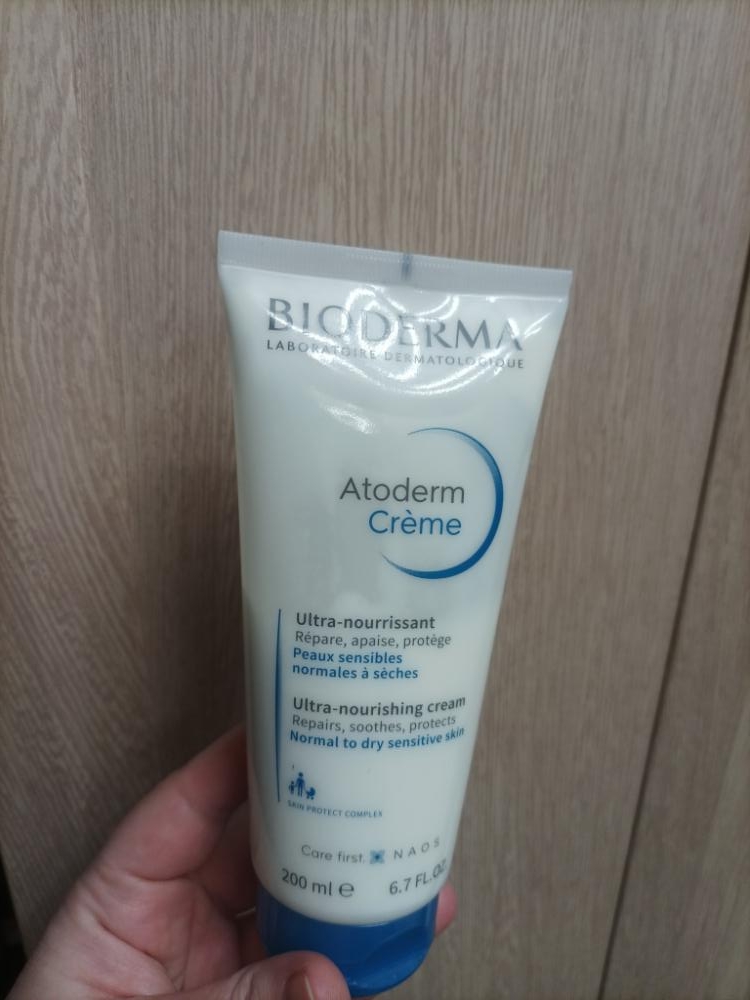 BIODERMA
LABORATOIRE DERMATOLOGIQUE
Atoderm
Crème
Ultra-nourrissant
Répare, apaise, protège
Peaux sensibles
normales à sèches
Ultra-nourishing cream
Repairs, soothes, protects
Normal to dry sensitive skin
SKIN PROTECT COMPLEX
Care first. NAOS
200 ml ℮ 6.7 FL.OZ.